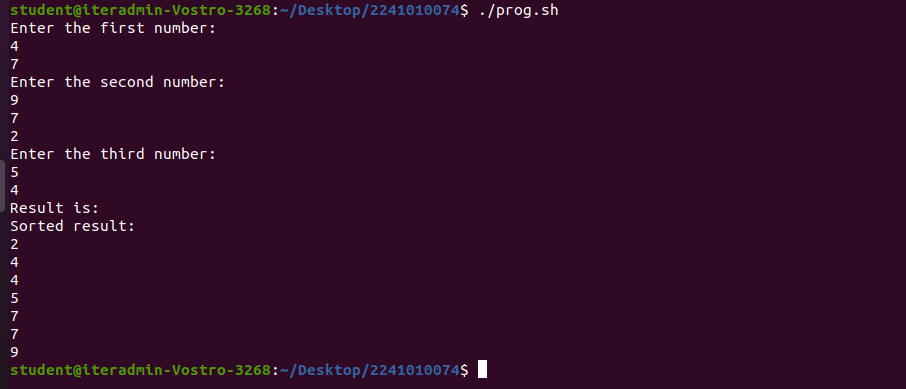 student@iteradmin-Vostro-3268:~/Desktop/2241010074$ ./prog.sh
Enter the first number:
4
7
Enter the second number:
9
7
2
Enter the third number:
5
4
Result is:
Sorted result:
2
4
4
5
7
7
9
student@iteradmin-Vostro-3268:~/Desktop/2241010074$